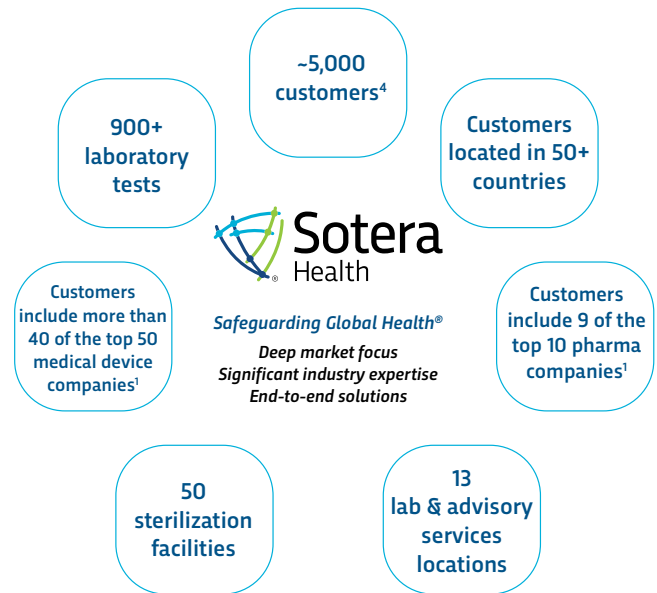 ~5,000
customers⁴
900+
laboratory
tests
Customers
located in 50+
countries
Sotera
Health
®
Customers
include more than
40 of the top 50
medical device
companies¹
Safeguarding Global Health®
Deep market focus
Significant industry expertise
End-to-end solutions
Customers
include 9 of the
top 10 pharma
companies¹
50
sterilization
facilities
13
lab & advisory
services
locations